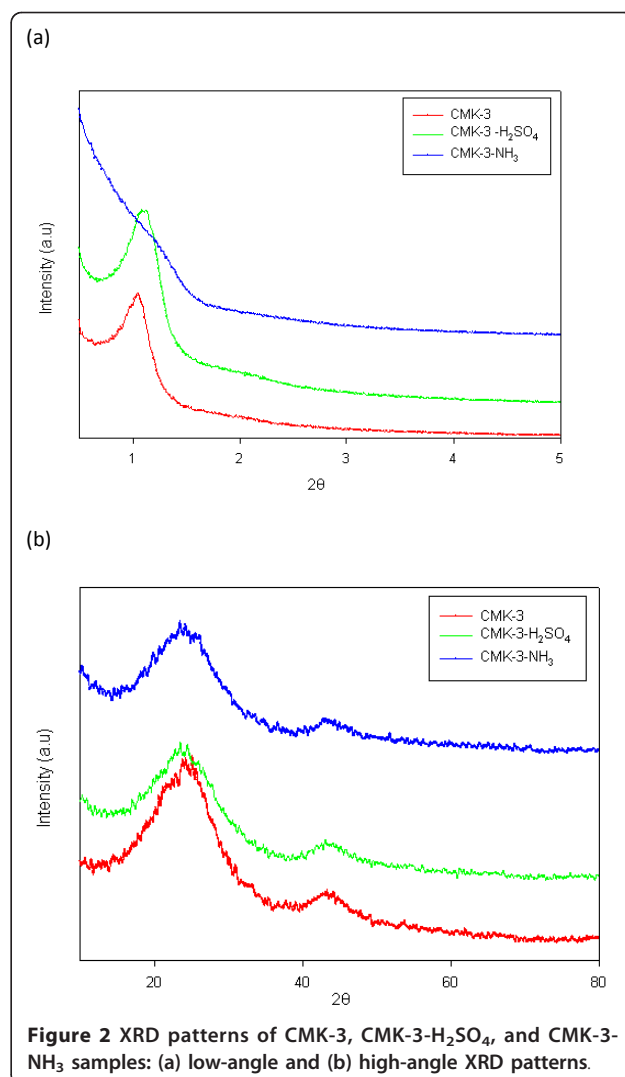 (a)
CMK-3
CMK-3 -H₂SO₄
CMK-3-NH₃
Intensity (a.u)
1 2 3 4 5
2θ
(b)
CMK-3
CMK-3-H₂SO₄
CMK-3-NH₃
Intensity (a.u)
20 40 60 80
2θ
Figure 2 XRD patterns of CMK-3, CMK-3-H₂SO₄, and CMK-3-
NH₃ samples: (a) low-angle and (b) high-angle XRD patterns.